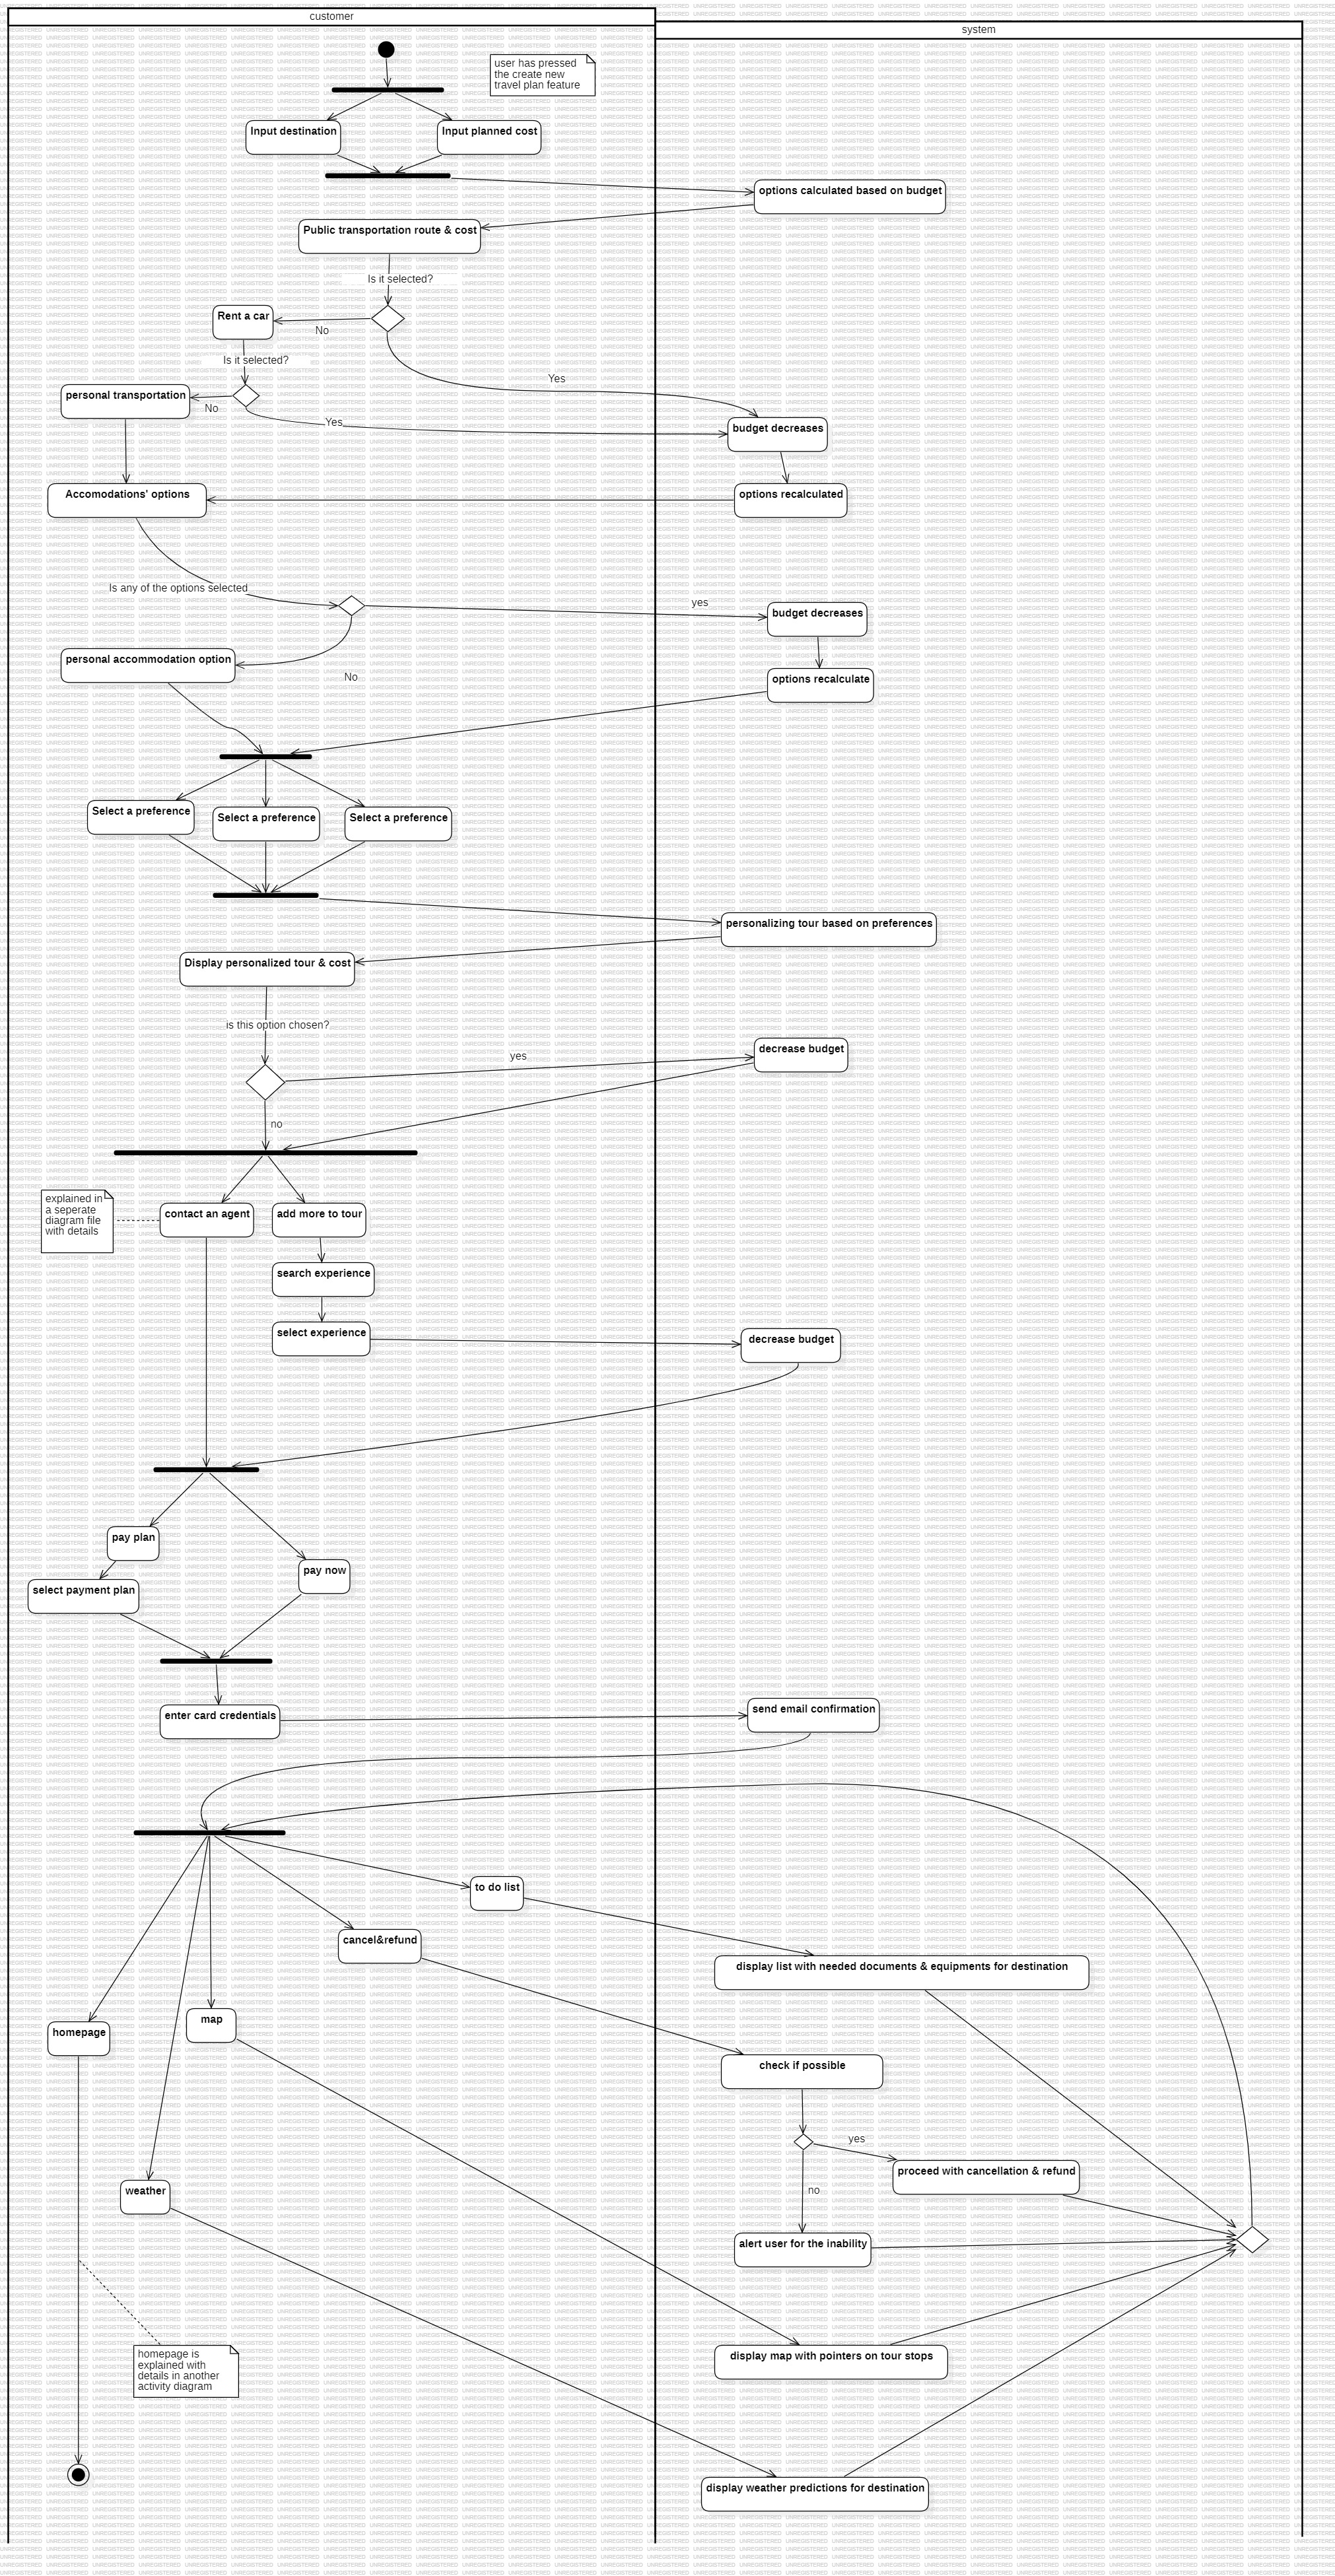 customer
system
user has pressed
the create new
travel plan feature
Input destination
Input planned cost
options calculated based on budget
Public transportation route & cost
Is it selected?
Rent a car
No
Is it selected?
Yes
personal transportation
No
Yes
budget decreases
Accomodations' options
options recalculated
Is any of the options selected
yes
budget decreases
personal accommodation option
No
options recalculate
Select a preference
Select a preference
Select a preference
personalizing tour based on preferences
Display personalized tour & cost
is this option chosen?
yes
decrease budget
no
explained in
a seperate
diagram file
with details
contact an agent
add more to tour
search experience
select experience
decrease budget
pay plan
pay now
select payment plan
enter card credentials
send email confirmation
to do list
cancel&refund
display list with needed documents & equipments for destination
map
homepage
check if possible
yes
proceed with cancellation & refund
weather
no
alert user for the inability
homepage is
explained with
details in another
activity diagram
display map with pointers on tour stops
display weather predictions for destination
UNREGISTERED